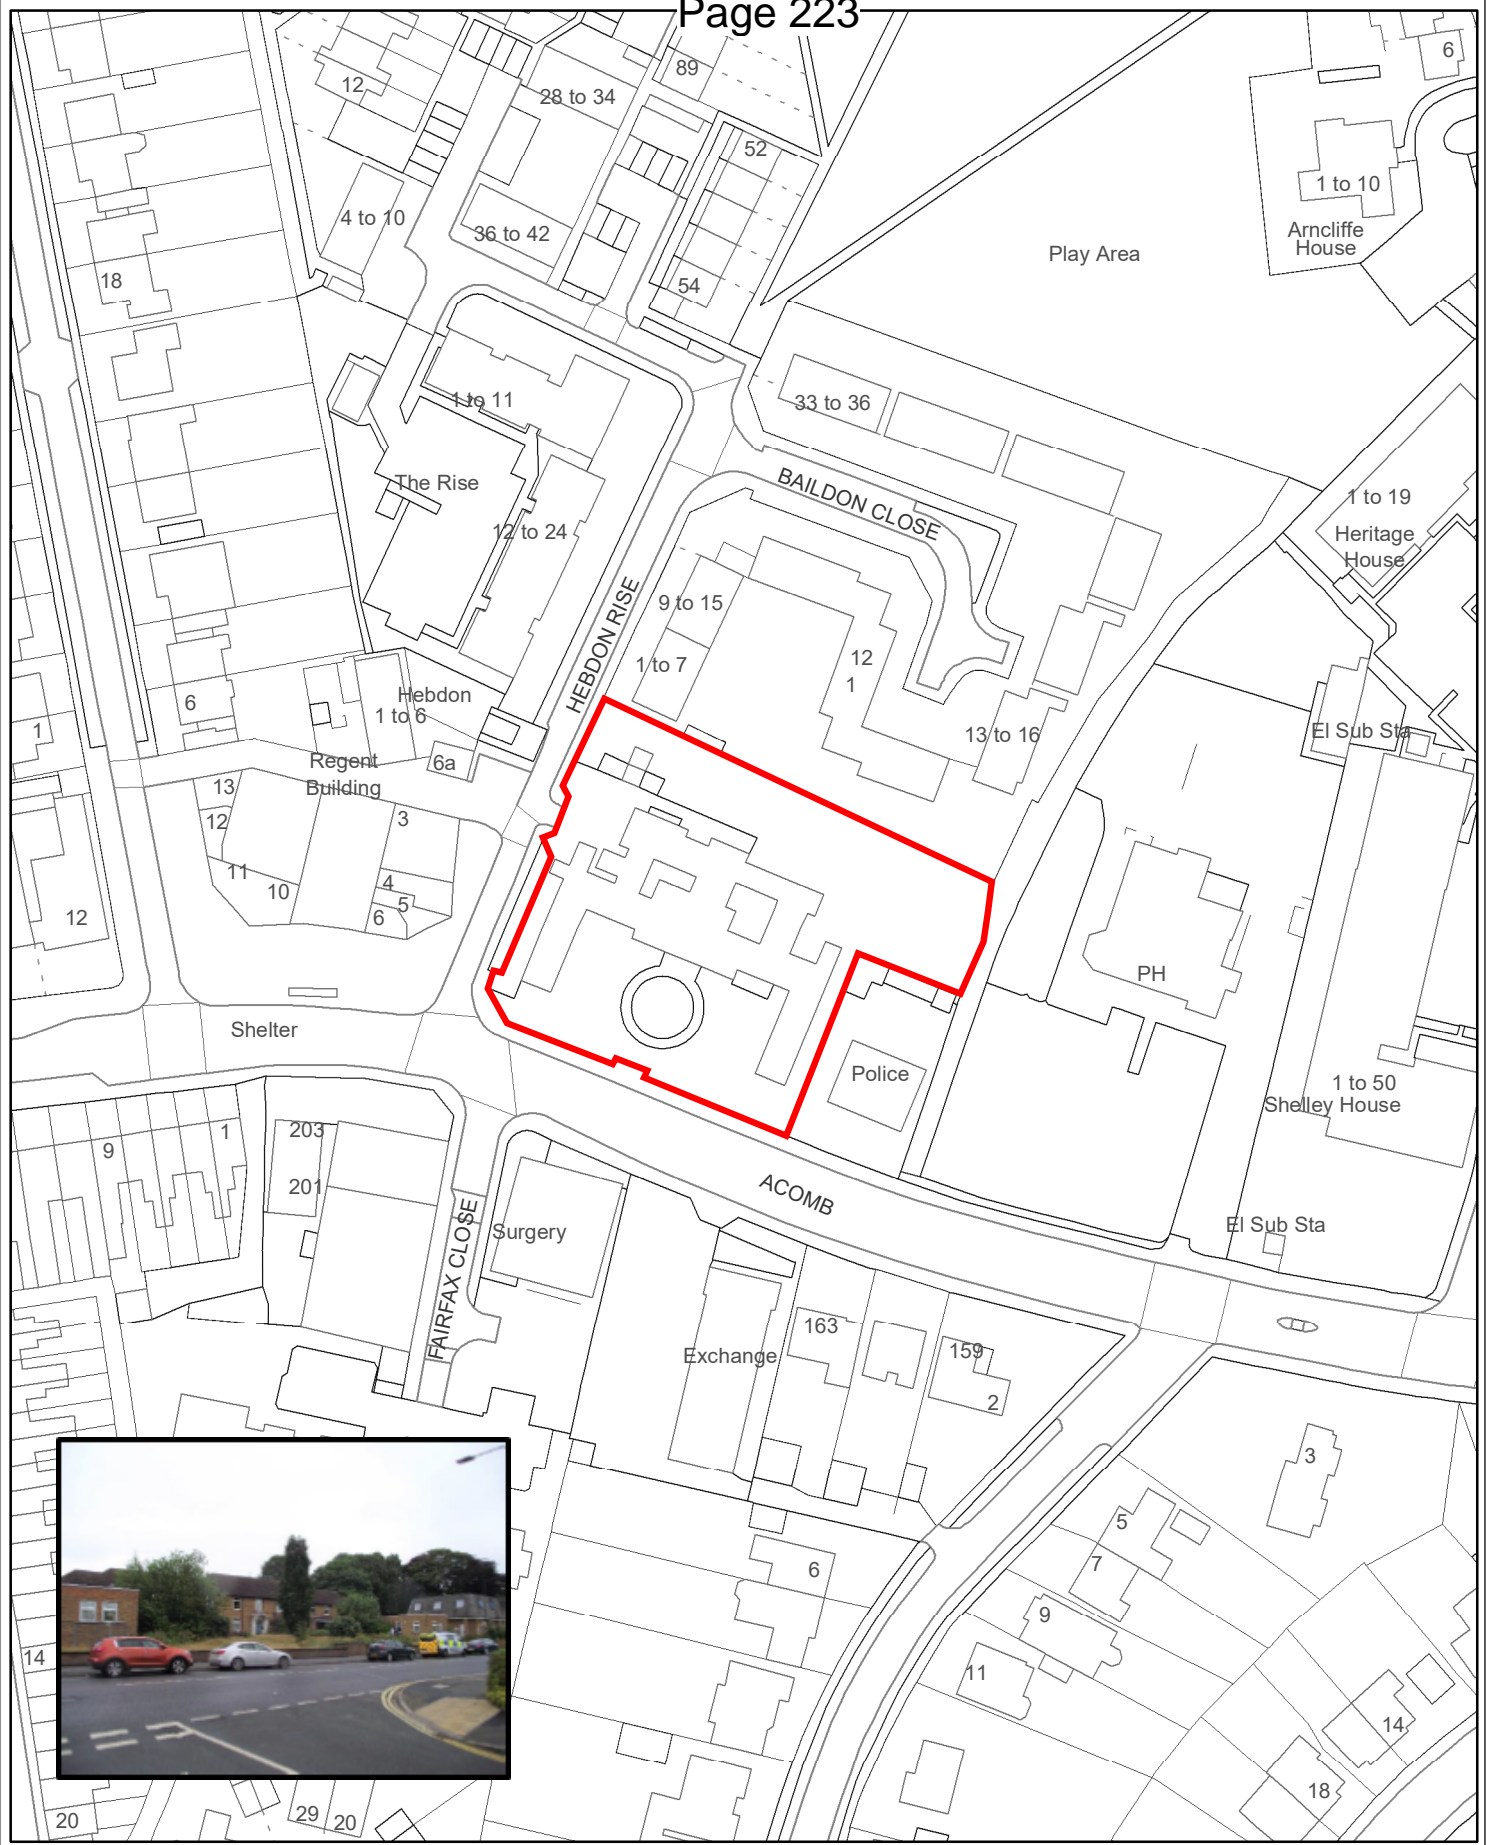 Page 223
89
6
12
28 to 34
52
1 to 10
4 to 10
36 to 42
Arncliffe
House
Play Area
18
54
1 to 11
33 to 36
The Rise
BAILDON CLOSE
1 to 19
12 to 24
Heritage
House
9 to 15
HEBDON RISE
12
1 to 7
1
Hebdon
1 to 6
6
1
13 to 16
El Sub Sta
Regent
Building
6a
13
12
3
11
10
4
5
6
12
PH
Shelter
Police
1 to 50
Shelley House
203
1
9
201
ACOMB
El Sub Sta
Surgery
FAIRFAX CLOSE
163
159
Exchange
2
3
5
7
6
9
14
11
14
18
29
20
20